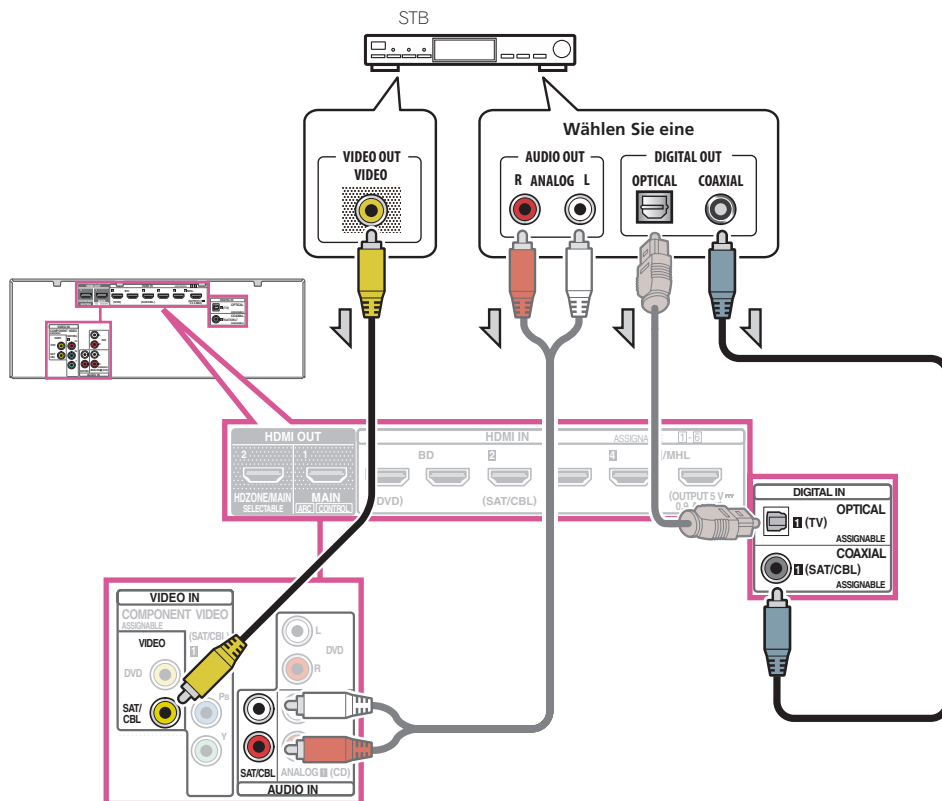 STB
Wählen Sie eine
VIDEO OUT
VIDEO
AUDIO OUT
R ANALOG L
DIGITAL OUT
OPTICAL COAXIAL
HDMI OUT
2 1
HDZONE/MAIN
SELECTABLE
MAIN
ARC CONTROL
HDMI IN
ASSIGNA 1-6
BD 2 4 /MHL
DVD) (SAT/CBL) (OUTPUT 5 V
DIGITAL IN
OPTICAL
1 (TV)
ASSIGNABLE
COAXIAL
1 (SAT/CBL)
ASSIGNABLE
VIDEO IN
COMPONENT VIDEO
ASSIGNABLE
(SAT/CBL)
1
VIDEO
DVD
SAT/
CBL
PB
Y
L
DVD
R
SAT/CBL
ANALOG 1 (CD)
AUDIO IN